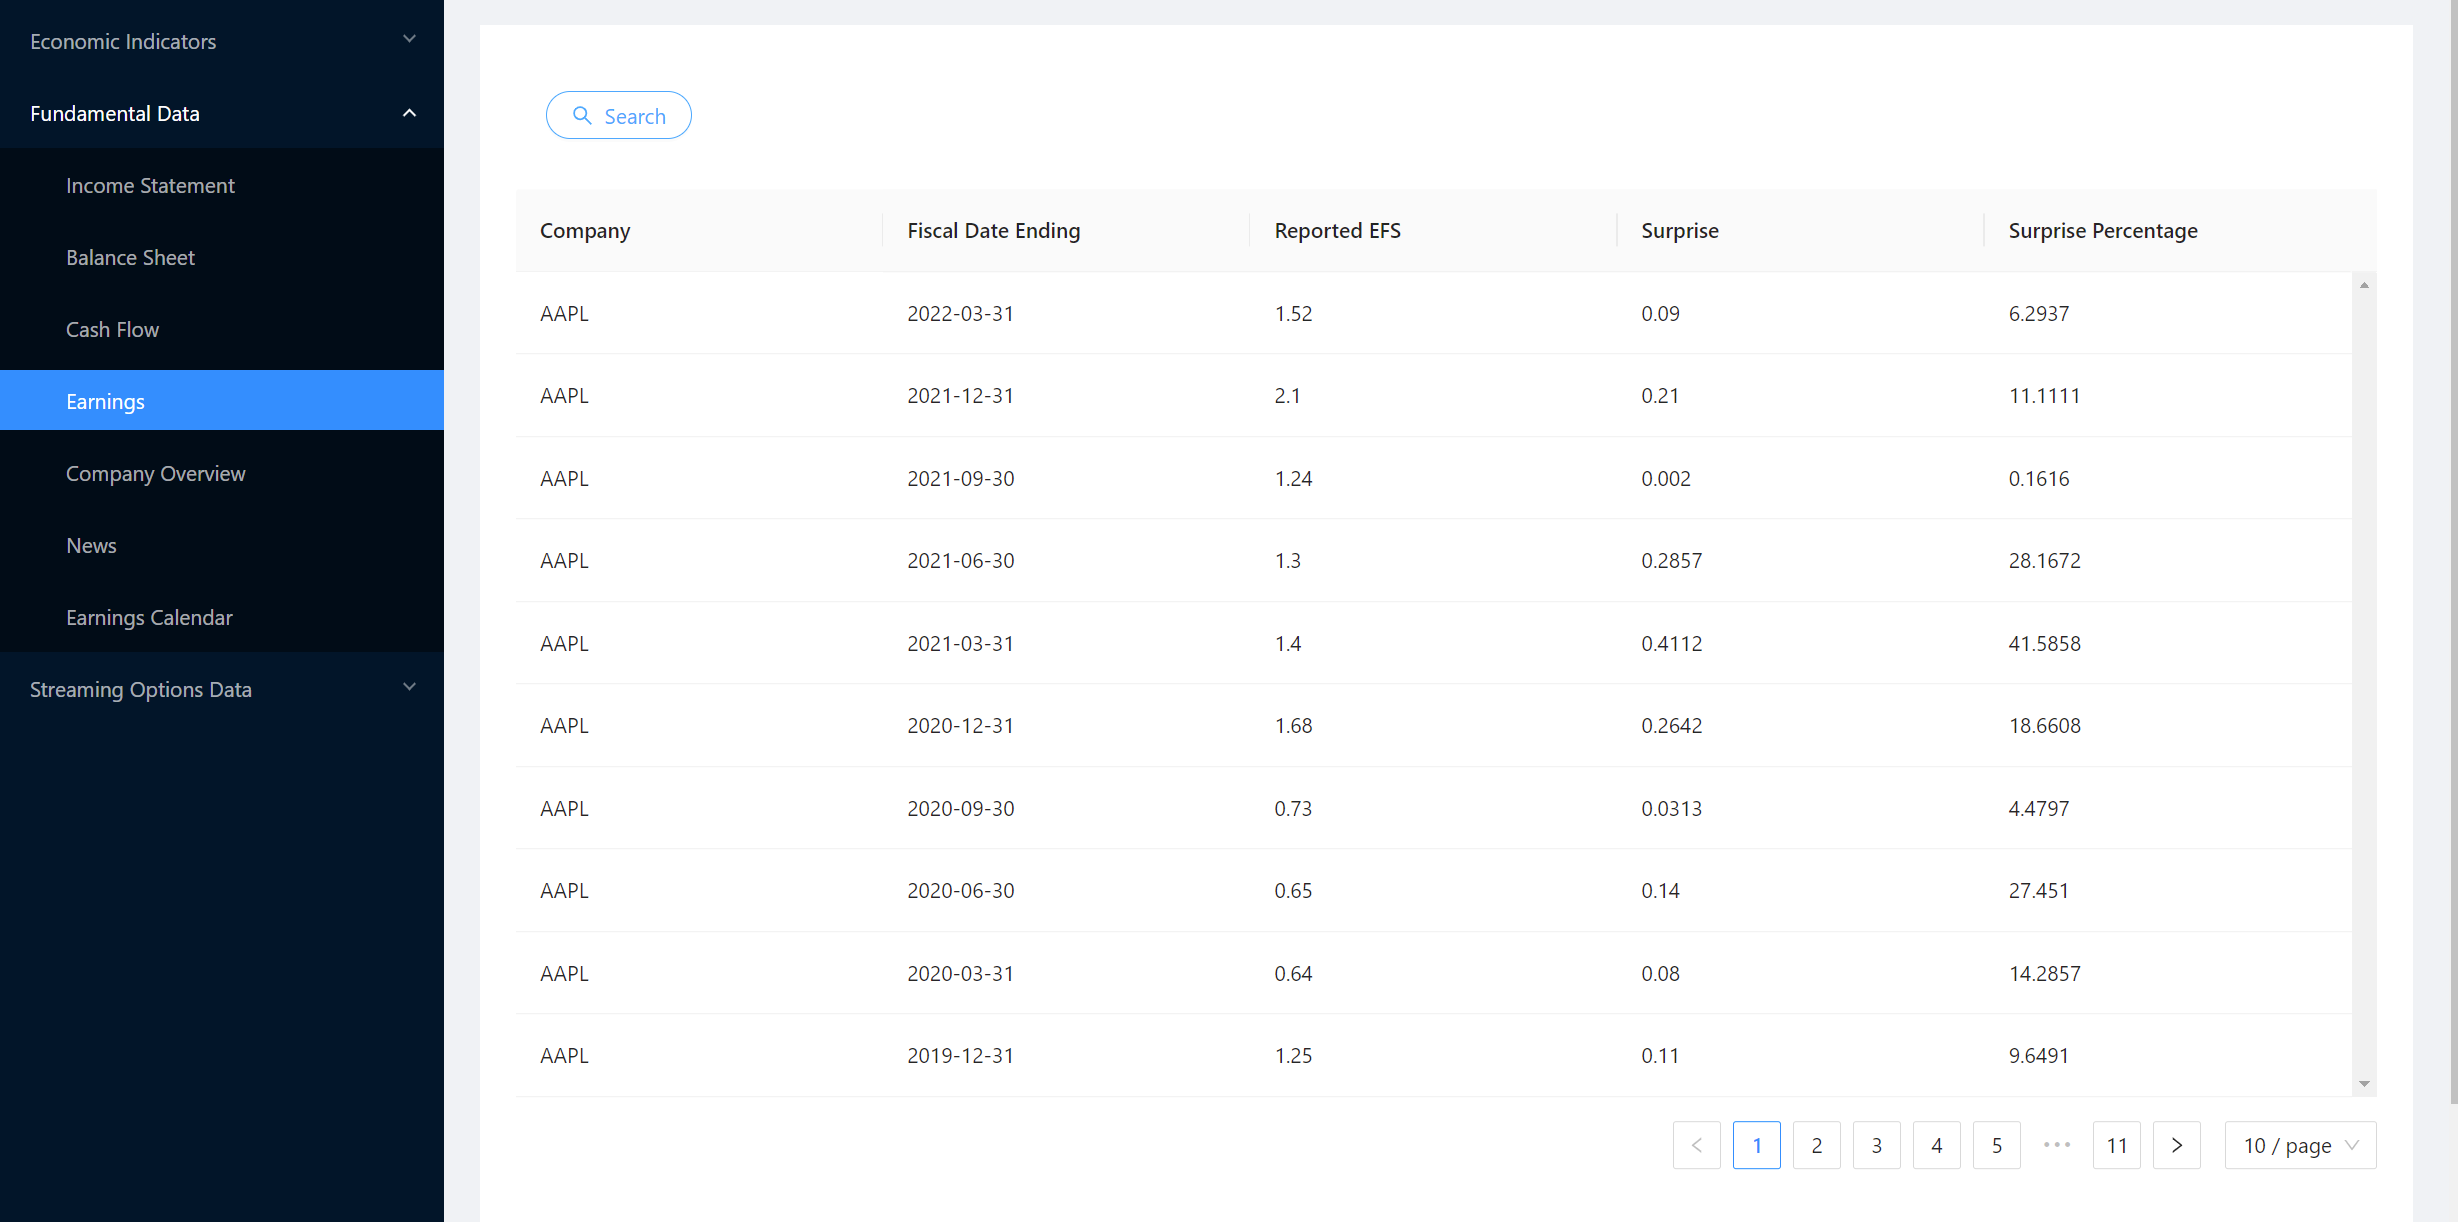 Economic Indicators
Fundamental Data
Income Statement
Balance Sheet
Cash Flow
Earnings
Company Overview
News
Earnings Calendar
Streaming Options Data
Search
Company Fiscal Date Ending Reported EFS Surprise Surprise Percentage
AAPL 2022-03-31 1.52 0.09 6.2937
AAPL 2021-12-31 2.1 0.21 11.1111
AAPL 2021-09-30 1.24 0.002 0.1616
AAPL 2021-06-30 1.3 0.2857 28.1672
AAPL 2021-03-31 1.4 0.4112 41.5858
AAPL 2020-12-31 1.68 0.2642 18.6608
AAPL 2020-09-30 0.73 0.0313 4.4797
AAPL 2020-06-30 0.65 0.14 27.451
AAPL 2020-03-31 0.64 0.08 14.2857
AAPL 2019-12-31 1.25 0.11 9.6491
< 1 2 3 4 5 ••• 11 > 10 / page